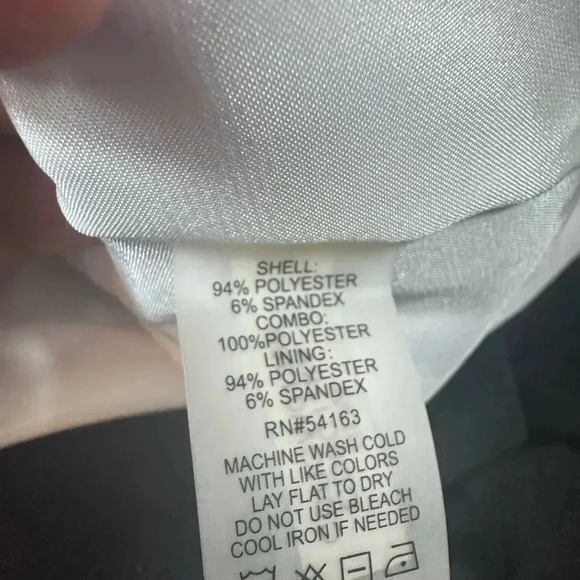 SHELL:
94% POLYESTER
6% SPANDEX
COMBO:
100%POLYESTER
LINING:
94% POLYESTER
6% SPANDEX
RN#54163
MACHINE WASH COLD
WITH LIKE COLORS
LAY FLAT TO DRY
DO NOT USE BLEACH
COOL IRON IF NEEDED